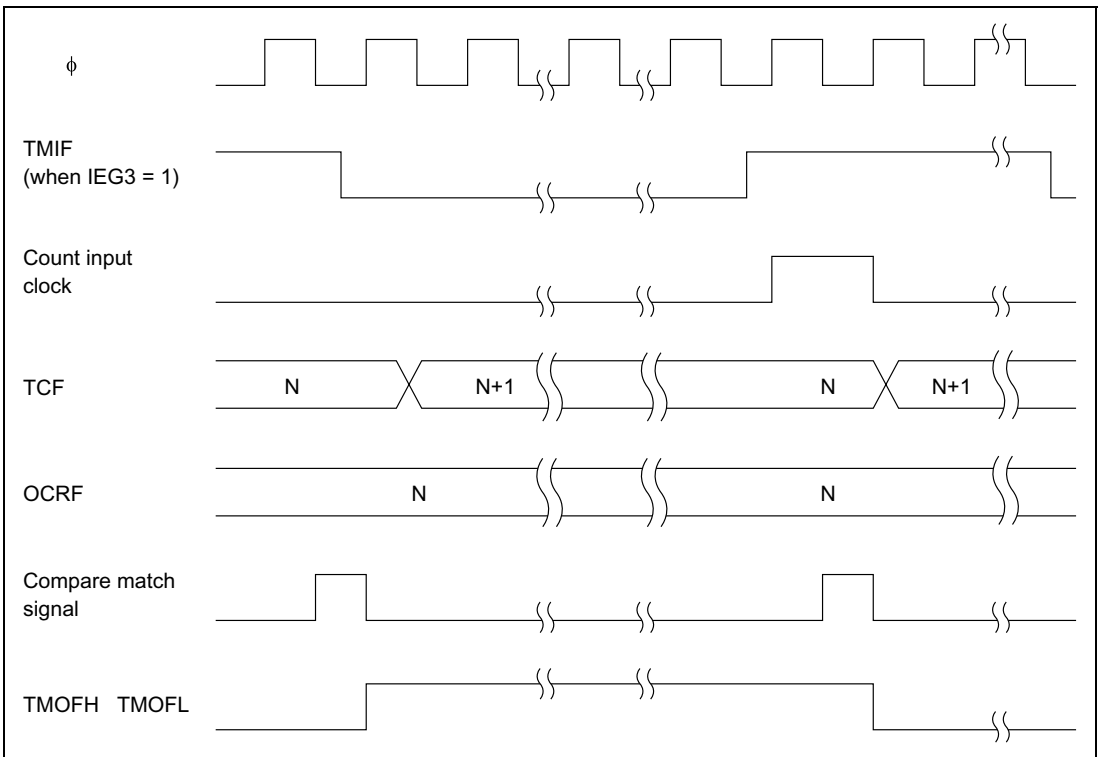 φ
TMIF
(when IEG3 = 1)
Count input
clock
TCF
N
N+1
N
N+1
OCRF
N
N
Compare match
signal
TMOFH TMOFL